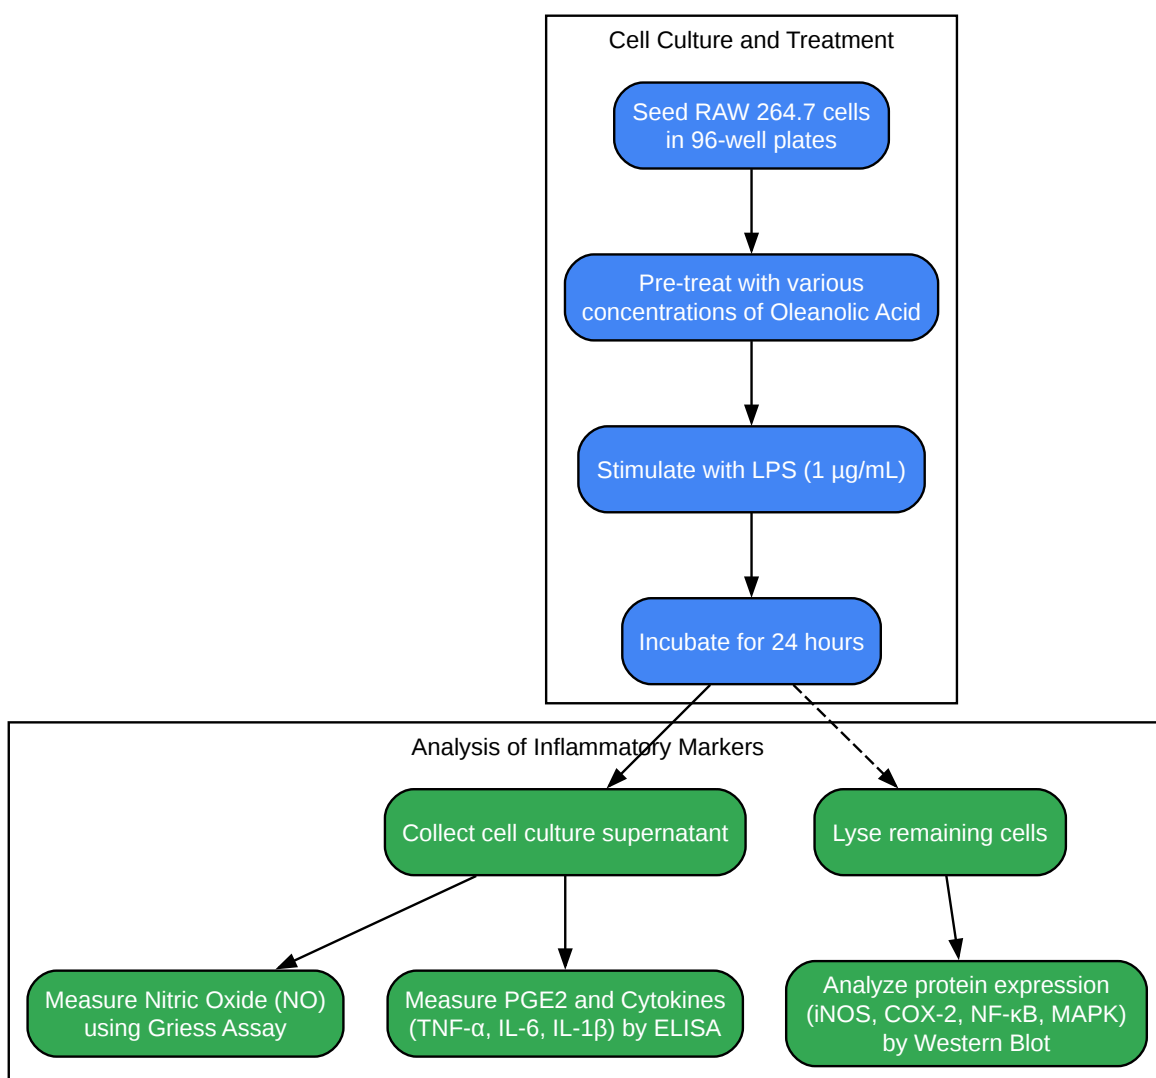 Cell Culture and Treatment
Seed RAW 264.7 cells
in 96-well plates
Pre-treat with various
concentrations of Oleanolic Acid
Stimulate with LPS (1 µg/mL)
Incubate for 24 hours
Analysis of Inflammatory Markers
Collect cell culture supernatant
Lyse remaining cells
Measure Nitric Oxide (NO)
using Griess Assay
Measure PGE2 and Cytokines
(TNF-α, IL-6, IL-1β) by ELISA
Analyze protein expression
(iNOS, COX-2, NF-κB, MAPK)
by Western Blot